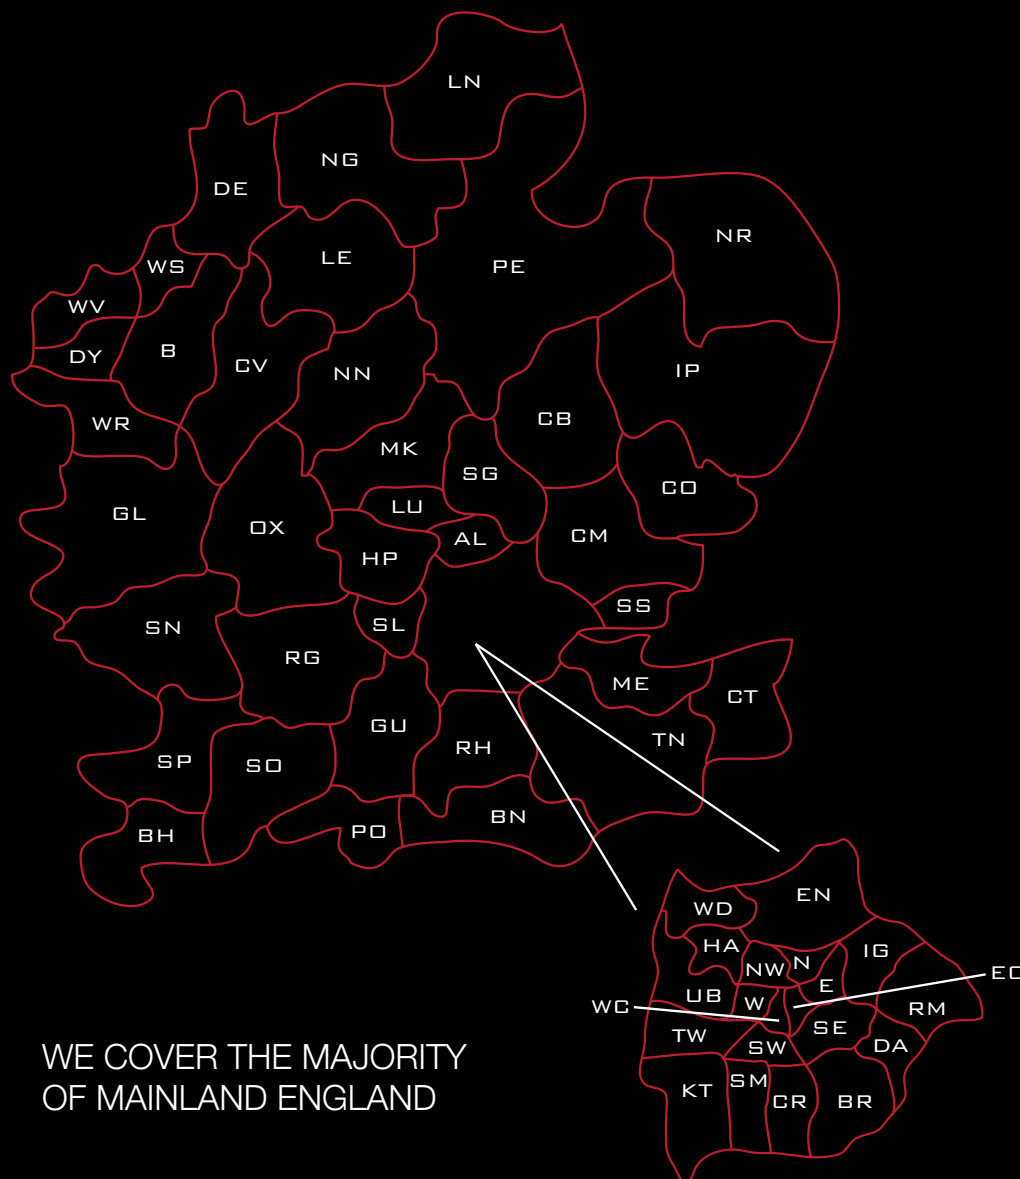 LN
NG
DE
NR
LE
PE
WS
WV
B
DY
CV
NN
IP
WR
CB
MK
SG
CO
LU
GL
OX
AL
CM
HP
SS
SL
SN
RG
ME
CT
GU
TN
RH
SP
SO
BN
PO
BH
EN
WD
HA
IG
NW
N
E
EC
UB
W
WC
RM
SE
TW
SW
DA
SM
KT
CR
BR
WE COVER THE MAJORITY
OF MAINLAND ENGLAND